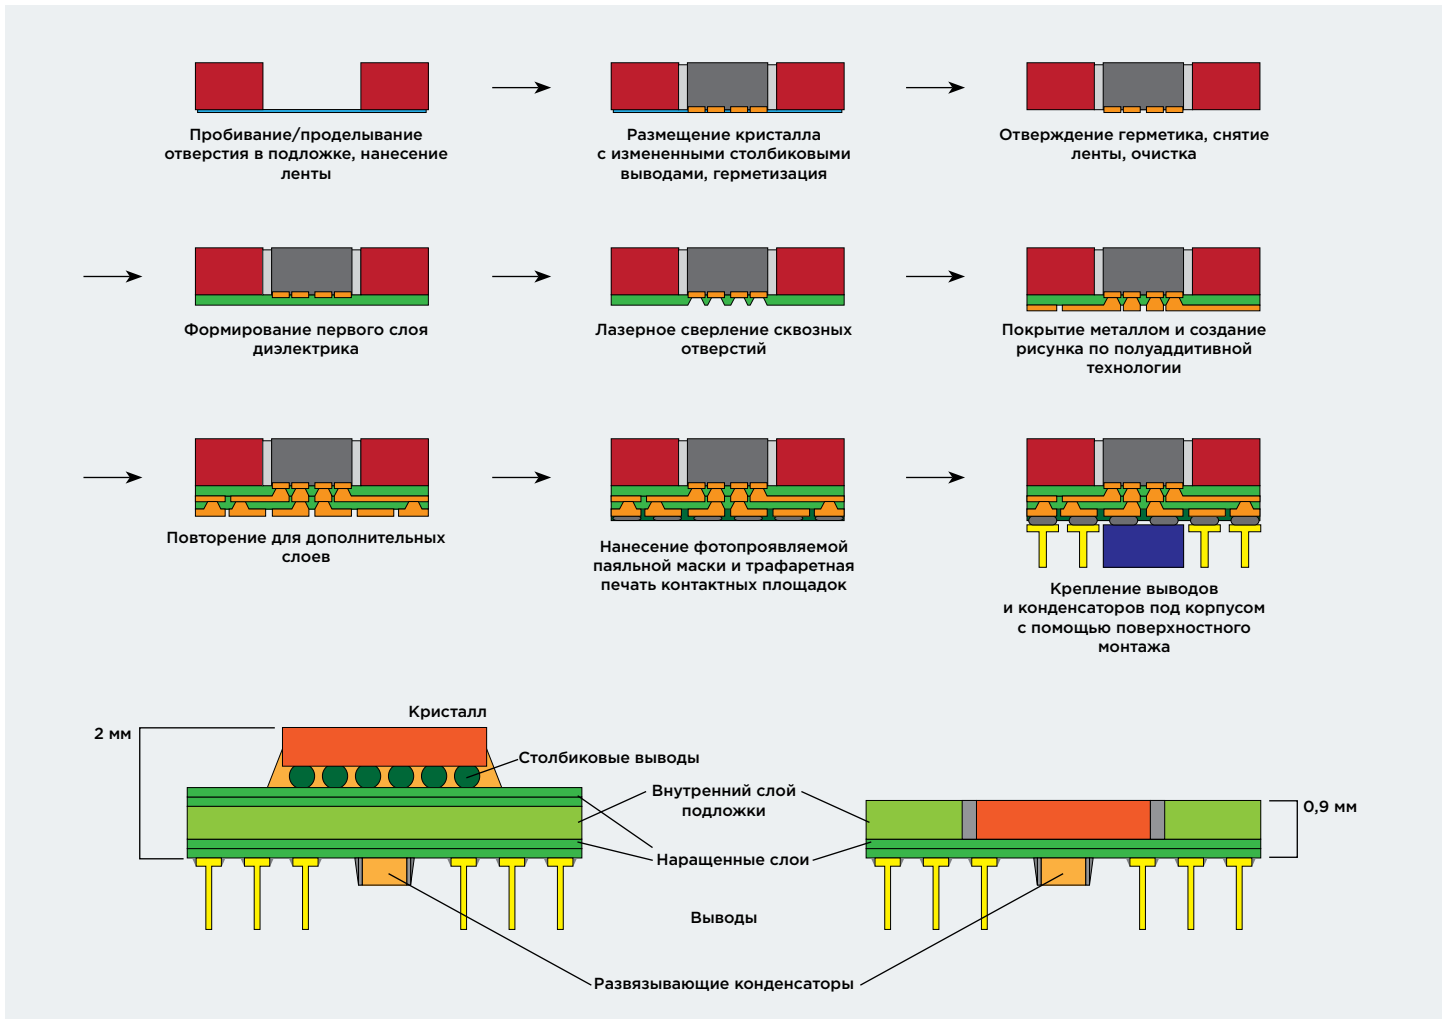 Пробивание/проделывание
отверстия в подложке, нанесение
ленты
Размещение кристалла
с измененными столбиковыми
выводами, герметизация
Отверждение герметика, снятие
ленты, очистка
Формирование первого слоя
диэлектрика
Лазерное сверление сквозных
отверстий
Покрытие металлом и создание
рисунка по полуаддитивной
технологии
Повторение для дополнительных
слоев
Нанесение фотопроявляемой
паяльной маски и трафаретная
печать контактных площадок
Крепление выводов
и конденсаторов под корпусом
с помощью поверхностного
монтажа
Кристалл
2 мм
Столбиковые выводы
Внутренний слой
подложки
0,9 мм
Наращенные слои
Выводы
Развязывающие конденсаторы